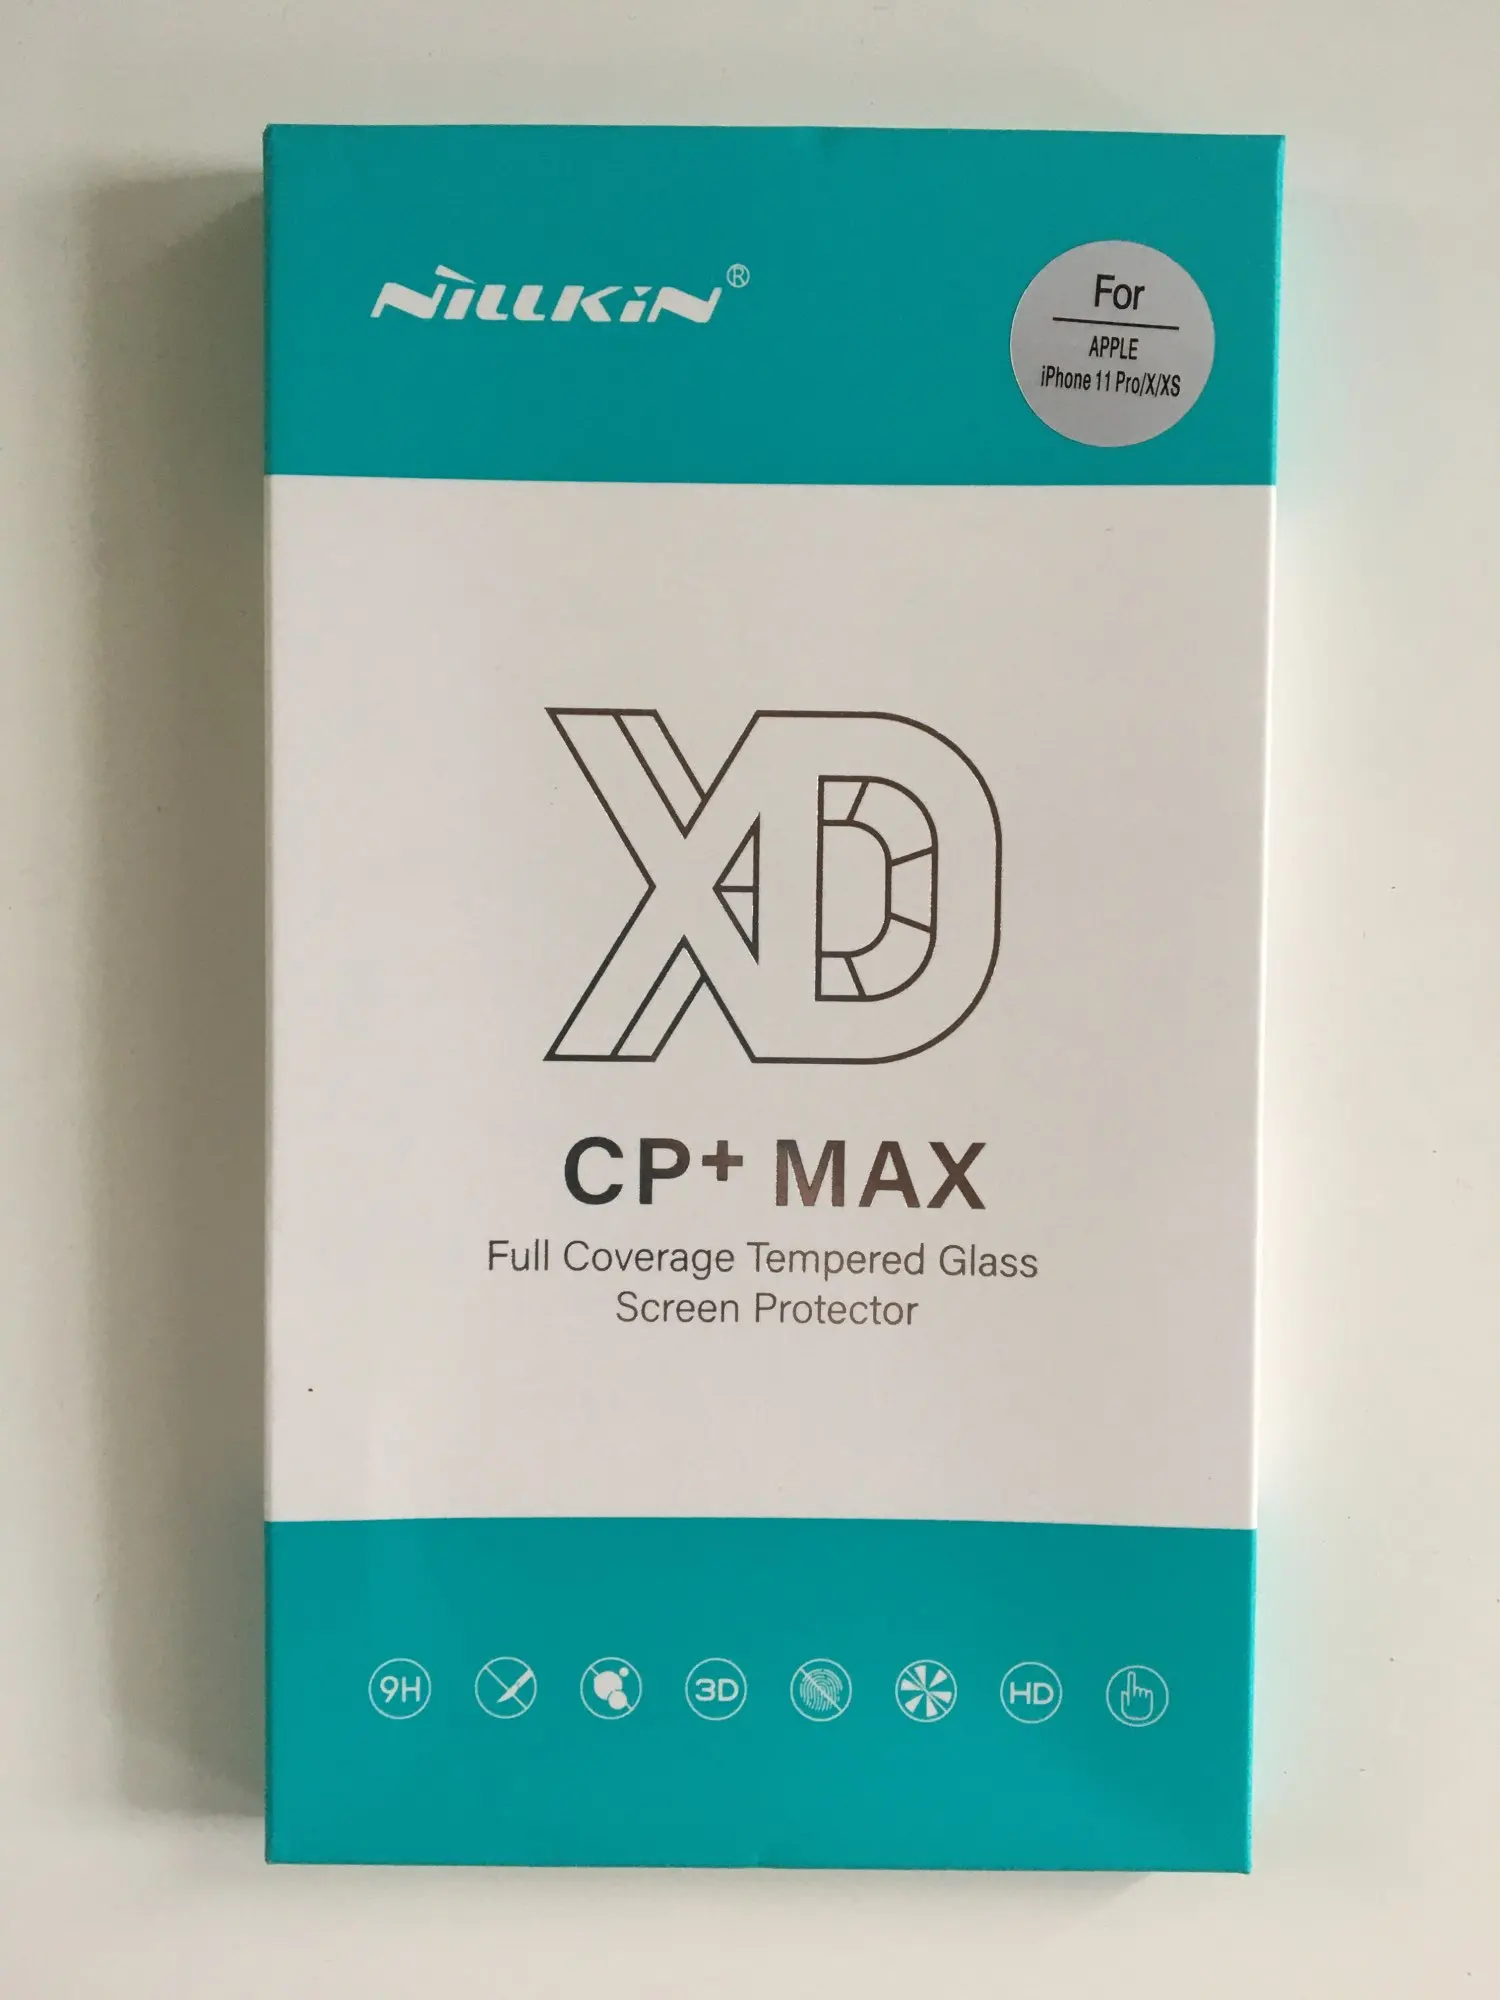 NILLKIN®
For
APPLE
iPhone 11 Pro/X/XS
XD
CP+ MAX
Full Coverage Tempered Glass
Screen Protector
9H
3D
HD